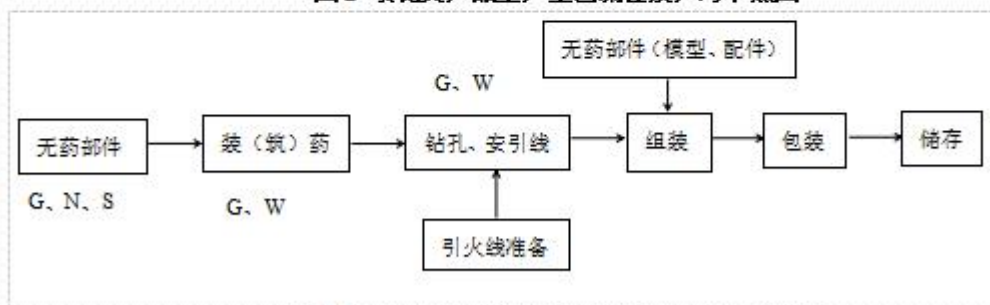 无药部件（模型、配件）
G、W
无药部件
装（筑）药
钻孔、安引线
组装
包装
储存
G、N、S
G、W
引火线准备